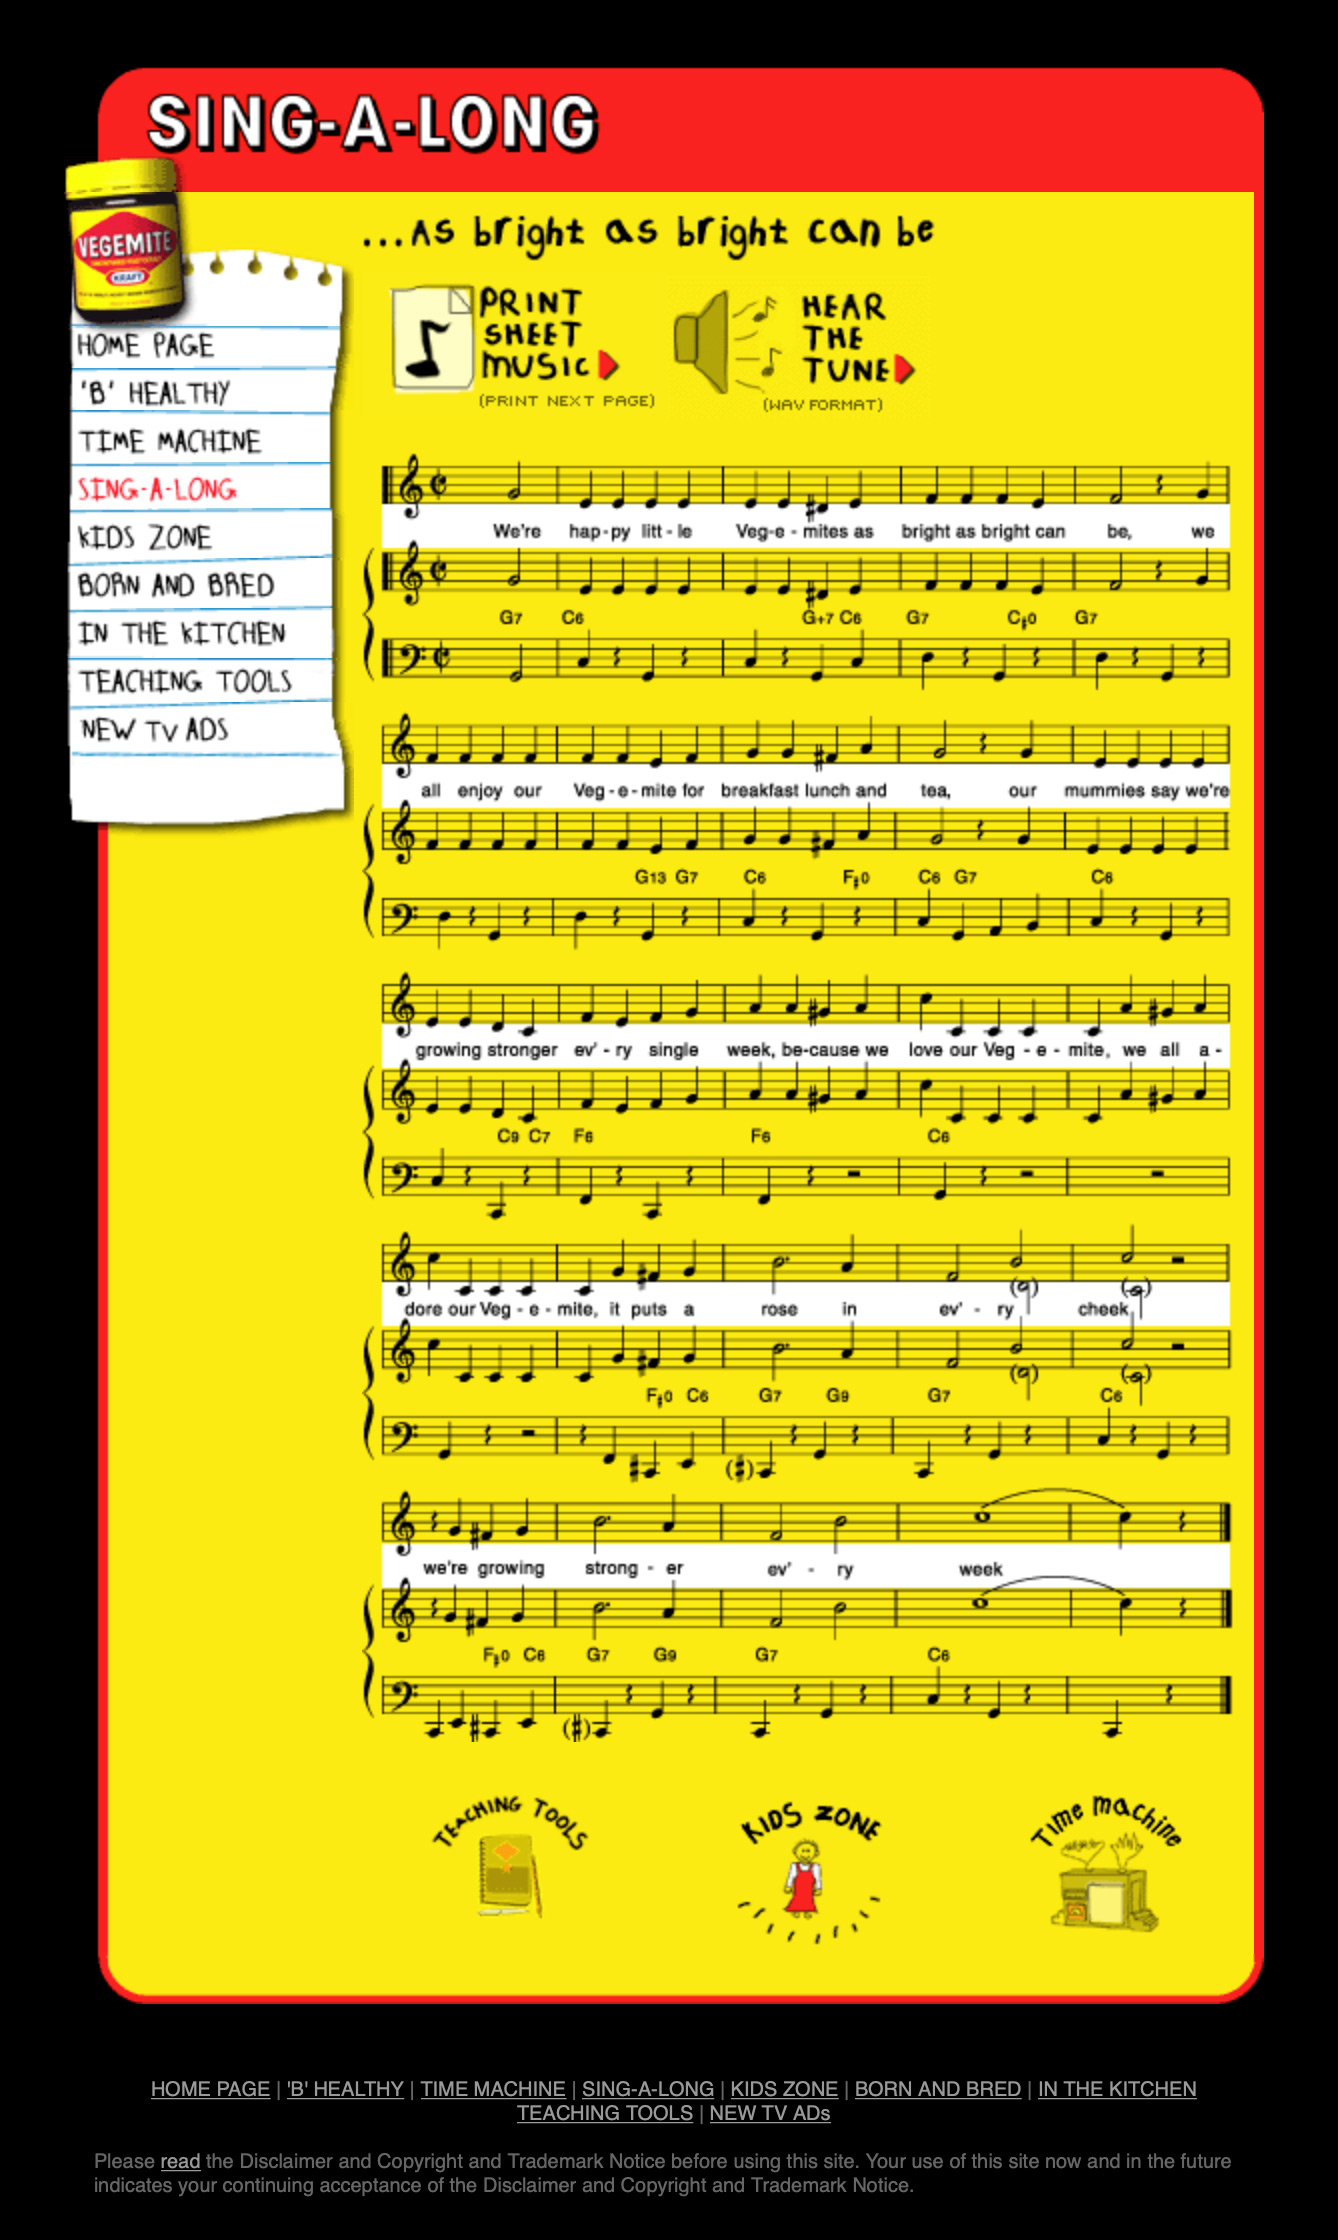 SING-A-LONG
VEGEMITE
KRAFT
HOME PAGE
'B' HEALTHY
TIME MACHINE
SING-A-LONG
KIDS ZONE
BORN AND BRED
IN THE KITCHEN
TEACHING TOOLS
NEW TV ADS
...As bright as bright can be
PRINT
SHEET
MUSIC
(PRINT NEXT PAGE)
HEAR
THE
TUNE
(WAV FORMAT)
We're hap-py litt-le Veg-e-mites as bright as bright can be, we
G7 C6 G+7 C6 G7 C♯0 G7
all enjoy our Veg-e-mite for breakfast lunch and tea, our mummies say we're
G13 G7 C6 F♯0 C6 G7 C6
growing stronger ev'-ry single week, be-cause we love our Veg-e-mite, we all a-
C9 C7 F6 F6 C6
dore our Veg-e-mite, it puts a rose in ev'-ry cheek,
F♯0 C6 G7 G9 G7 C6
we're growing strong-er ev'-ry week
F♯0 C6 G7 G9 G7 C6
TEACHING TOOLS
KIDS ZONE
Time machine
HOME PAGE | 'B' HEALTHY | TIME MACHINE | SING-A-LONG | KIDS ZONE | BORN AND BRED | IN THE KITCHEN
TEACHING TOOLS | NEW TV ADs
Please read the Disclaimer and Copyright and Trademark Notice before using this site. Your use of this site now and in the future
indicates your continuing acceptance of the Disclaimer and Copyright and Trademark Notice.